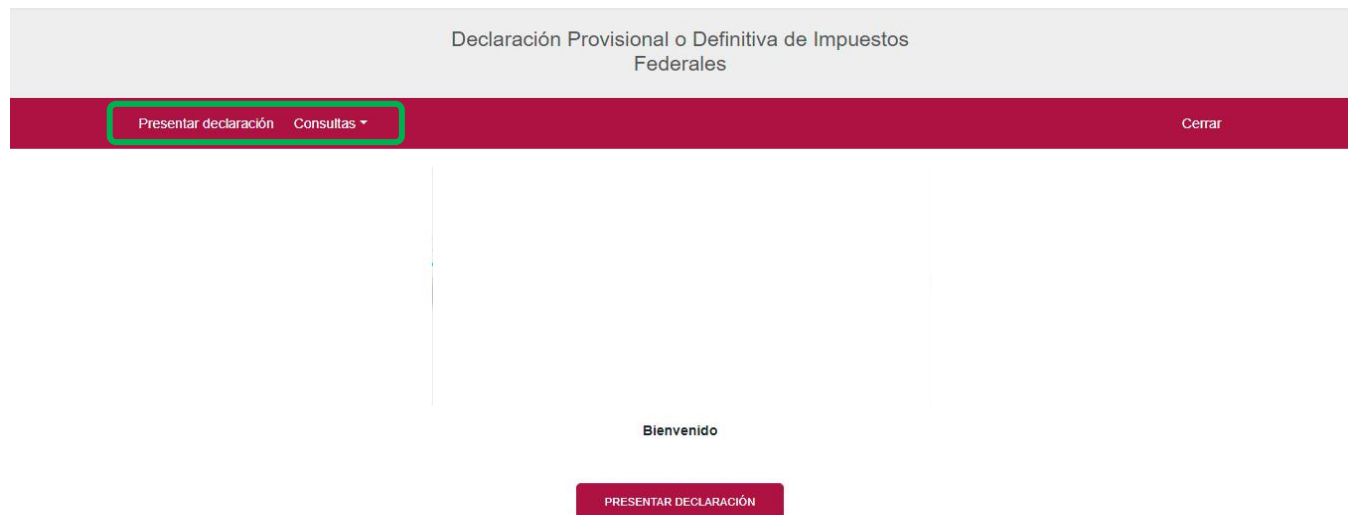 Declaración Provisional o Definitiva de Impuestos
Federales
Presentar declaración Consultas Cerrar
Bienvenido
PRESENTAR DECLARACIÓN